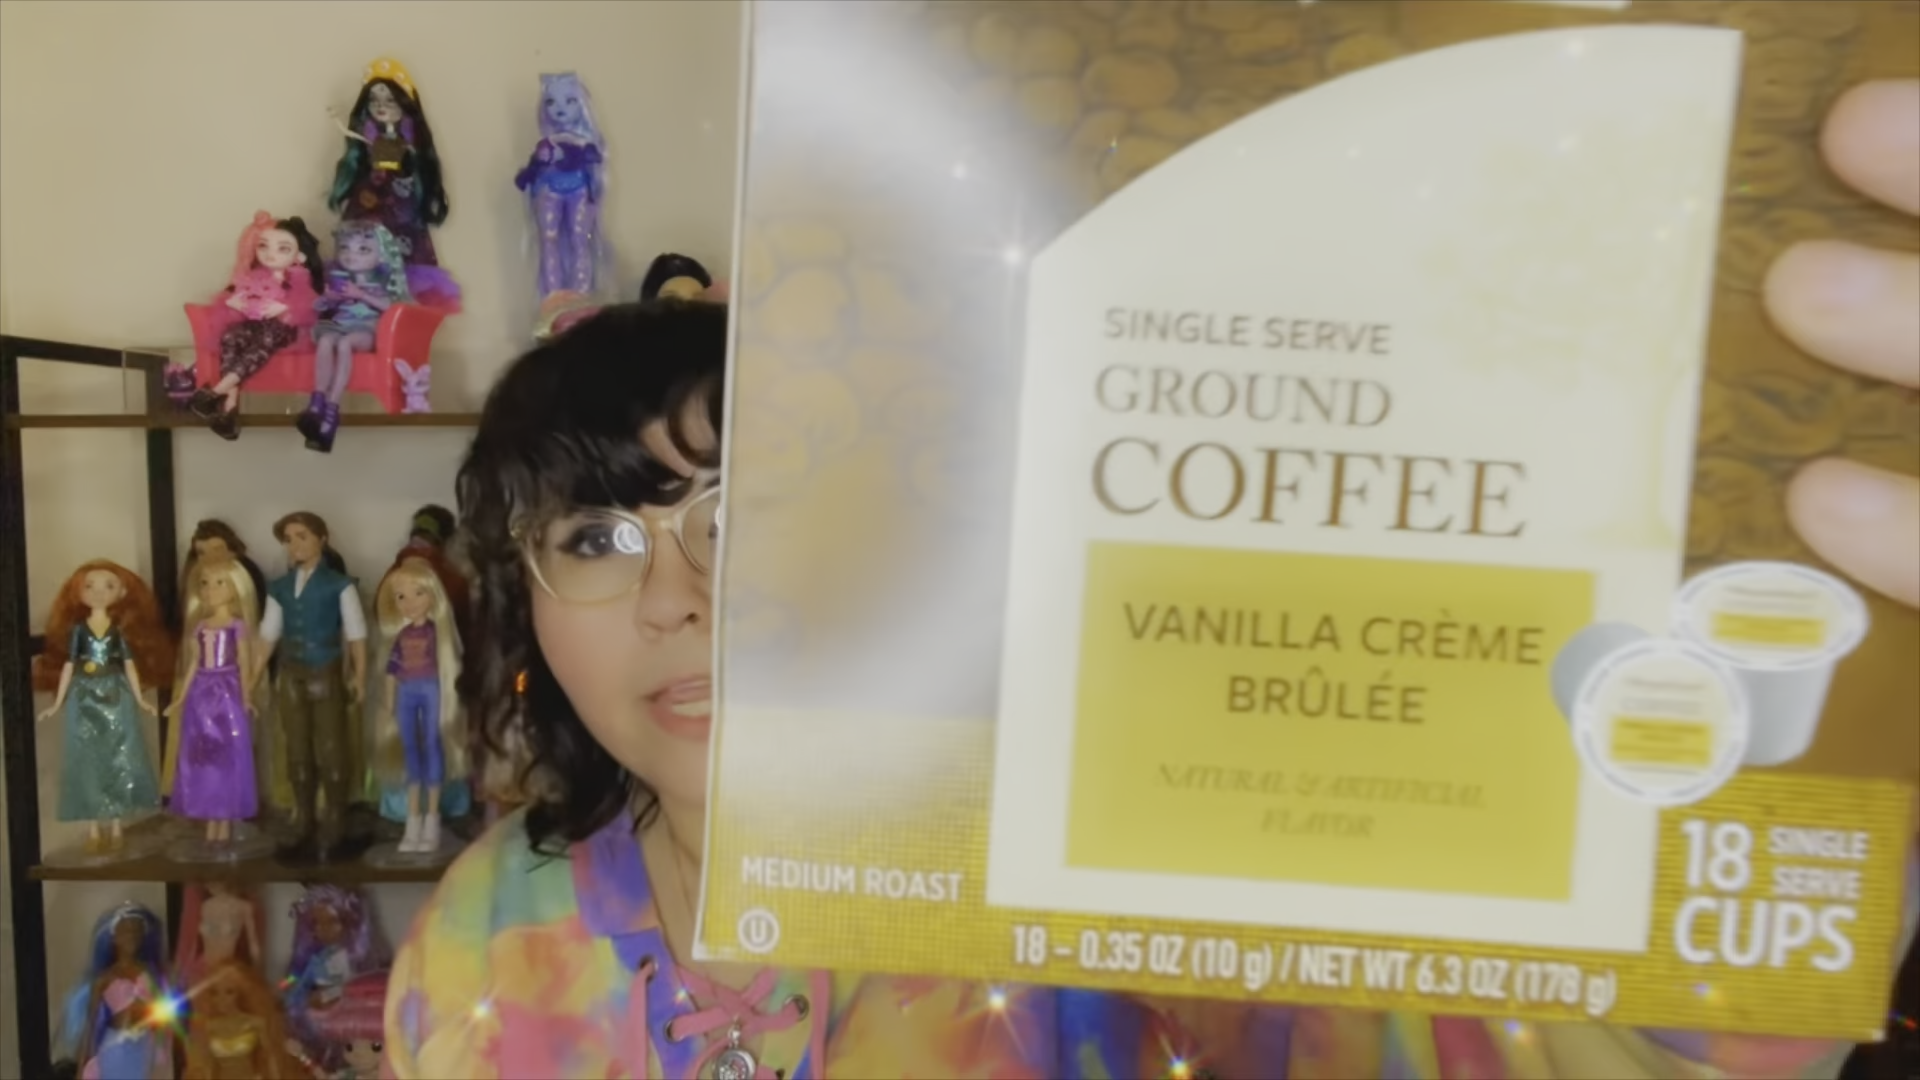 SINGLE SERVE
GROUND
COFFEE
VANILLA CRÈME
BRÛLÉE
NATURAL & ARTIFICIAL
FLAVOR
MEDIUM ROAST
U
18 SINGLE
SERVE
CUPS
18 – 0.35 OZ (10 g) / NET WT 6.3 OZ (178 g)